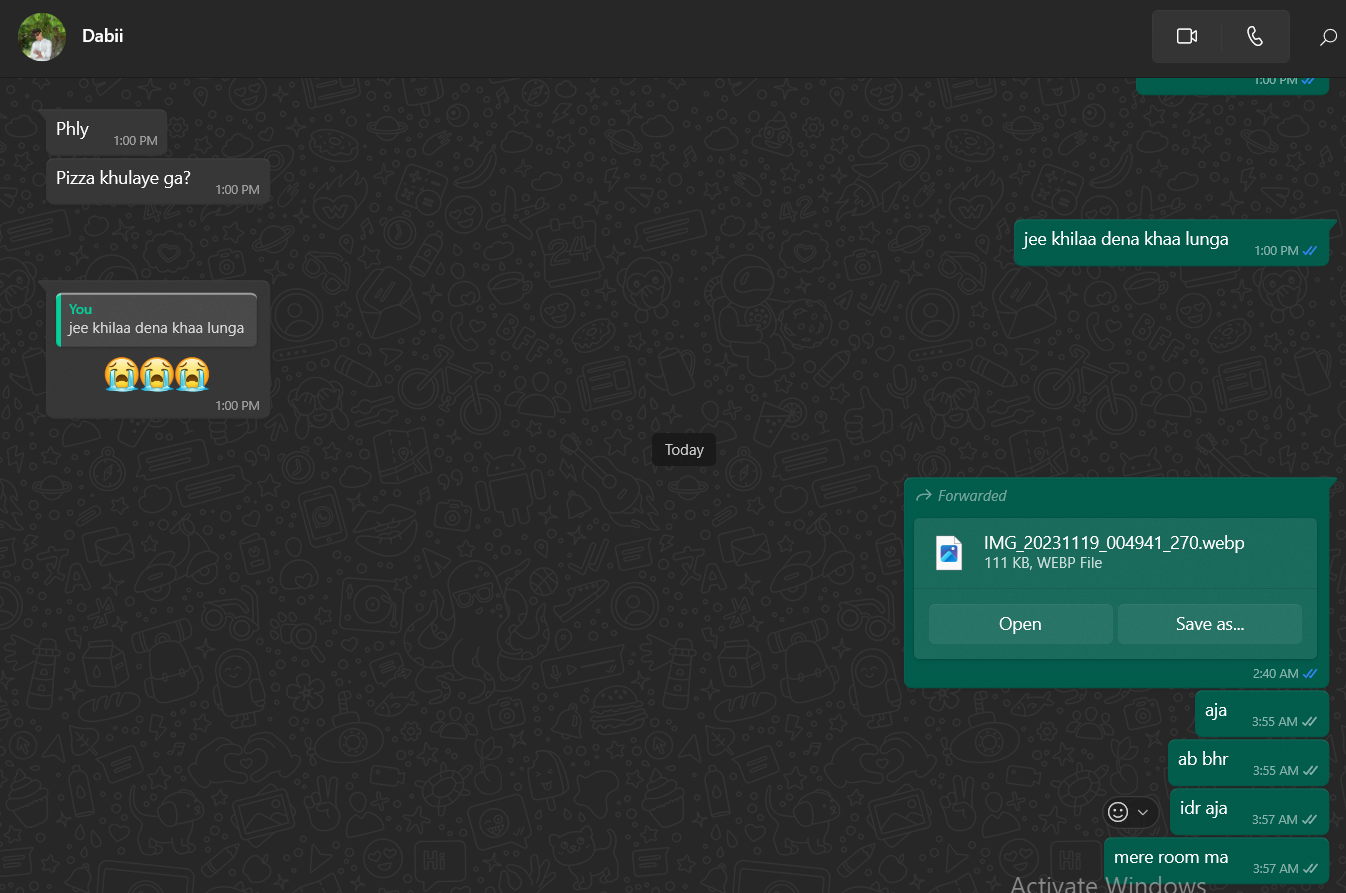 Dabii
1:00 PM
Phly
1:00 PM
Pizza khulaye ga?
1:00 PM
jee khilaa dena khaa lunga
1:00 PM
You
jee khilaa dena khaa lunga
😭😭😭
1:00 PM
Today
Forwarded
IMG_20231119_004941_270.webp
111 KB, WEBP File
Open
Save as...
2:40 AM
aja
3:55 AM
ab bhr
3:55 AM
idr aja
3:57 AM
mere room ma
3:57 AM
Activate Windows